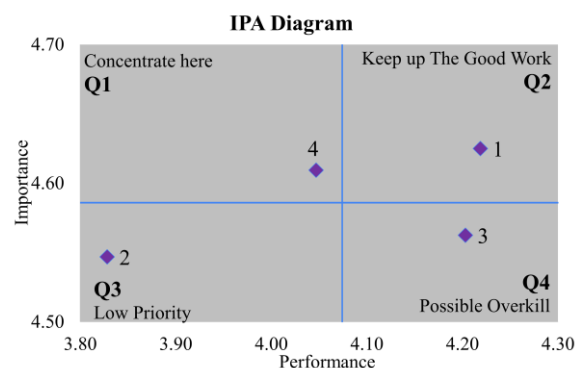 IPA Diagram
4.70
Concentrate here
Keep up The Good Work
Q1
Q2
4
1
4.60
Importance
3
2
Q3
Q4
Low Priority
Possible Overkill
4.50
3.80 3.90 4.00 4.10 4.20 4.30
Performance